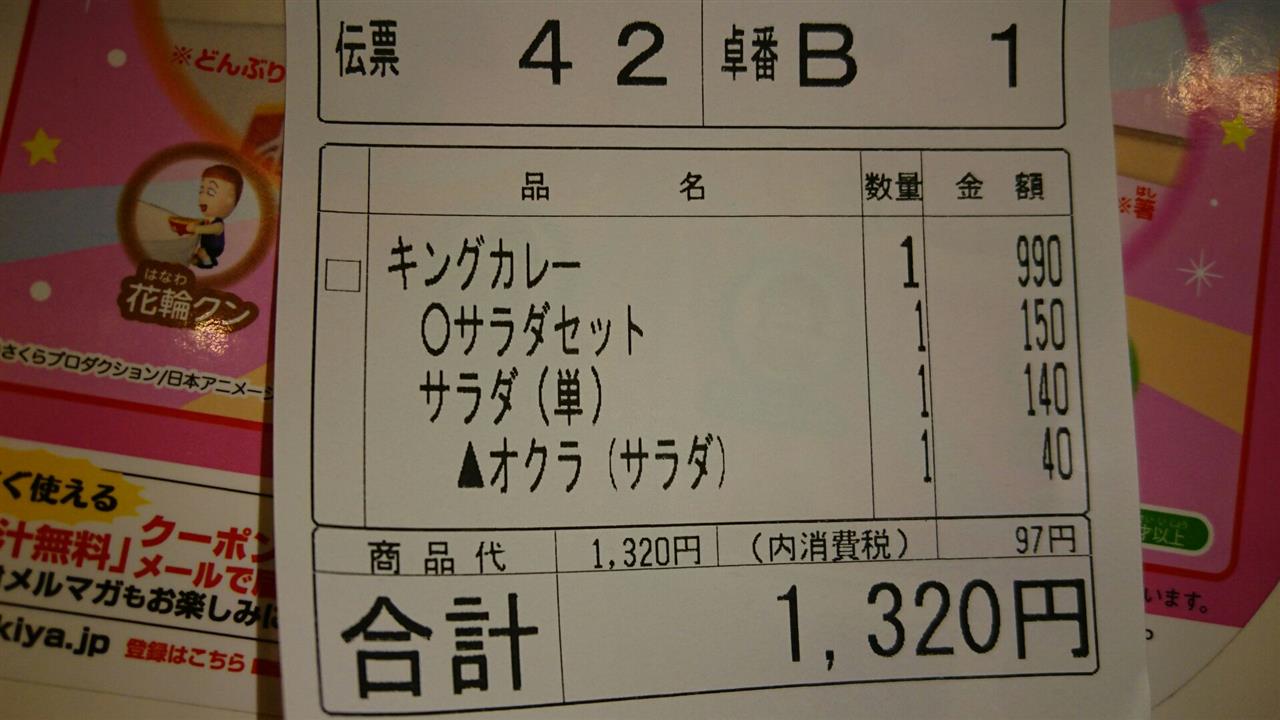 伝票 42 卓番 B 1
品 名 数量 金 額
キングカレー 1 990
○サラダセット 1 150
サラダ(単) 1 140
▲オクラ(サラダ) 1 40
商品代 1,320円 (内消費税) 97円
合計 1,320円
※どんぶり
はなわ
花輪クン
さくらプロダクション/日本アニメーシ
ぐ使える
汁無料」クーポン
メールで
メルマガもお楽しみに
kiya.jp 登録はこちら
はし
※箸
才以上
います。